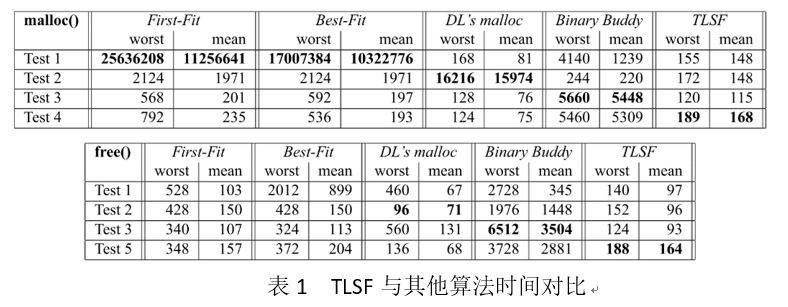 malloc() First-Fit Best-Fit DL's malloc Binary Buddy TLSF
worst mean worst mean worst mean worst mean worst mean
Test 1 25636208 11256641 17007384 10322776 168 81 4140 1239 155 148
Test 2 2124 1971 2124 1971 16216 15974 244 220 172 148
Test 3 568 201 592 197 128 76 5660 5448 120 115
Test 4 792 235 536 193 124 75 5460 5309 189 168
free() First-Fit Best-Fit DL's malloc Binary Buddy TLSF
worst mean worst mean worst mean worst mean worst mean
Test 1 528 103 2012 899 460 67 2728 345 140 97
Test 2 428 150 428 150 96 71 1976 1448 152 96
Test 3 340 107 324 113 560 131 6512 3504 124 93
Test 5 348 157 372 204 136 68 3728 2881 188 164
表 1 TLSF 与其他算法时间对比